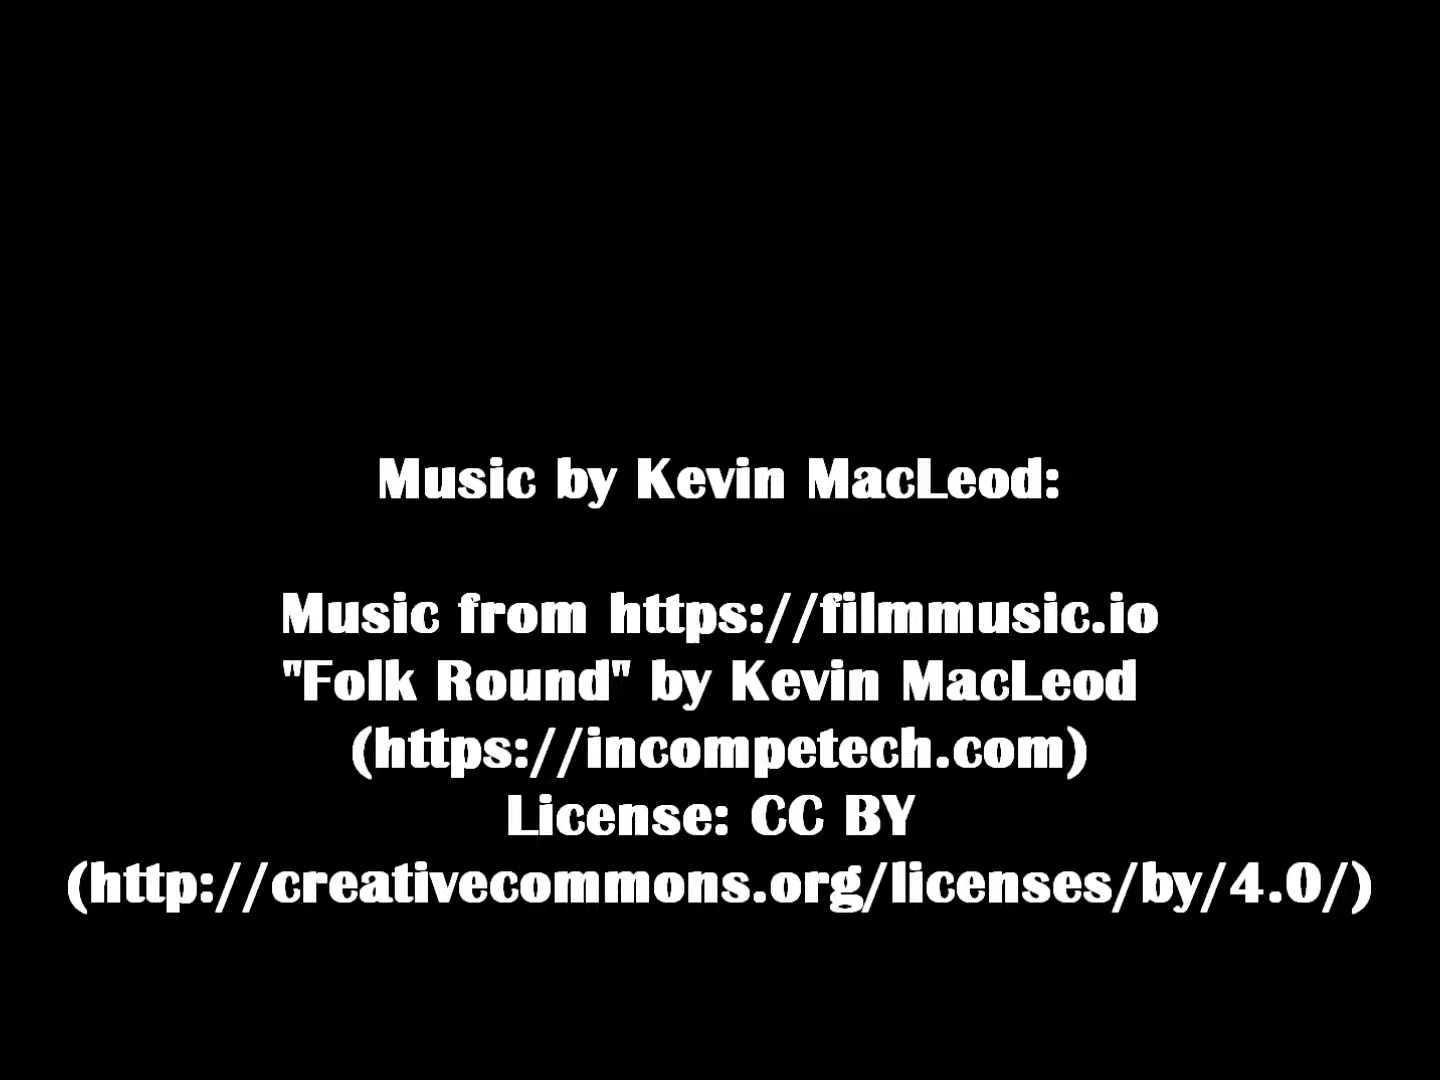 Music by Kevin MacLeod:
Music from https://filmmusic.io
"Folk Round" by Kevin MacLeod
(https://incompetech.com)
License: CC BY
(http://creativecommons.org/licenses/by/4.0/)